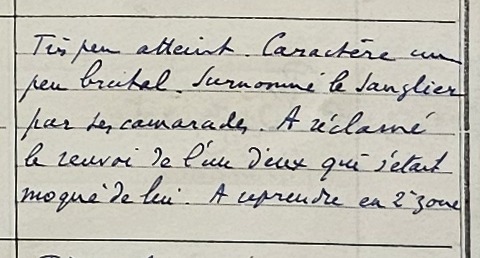 Très peu atteint. Caractère un
peu brutal. Surnommé le Sanglier
par ses camarades. A réclamé
le renvoi de l'un d'eux qui s'était
moqué de lui. A reprendre en 2e zone